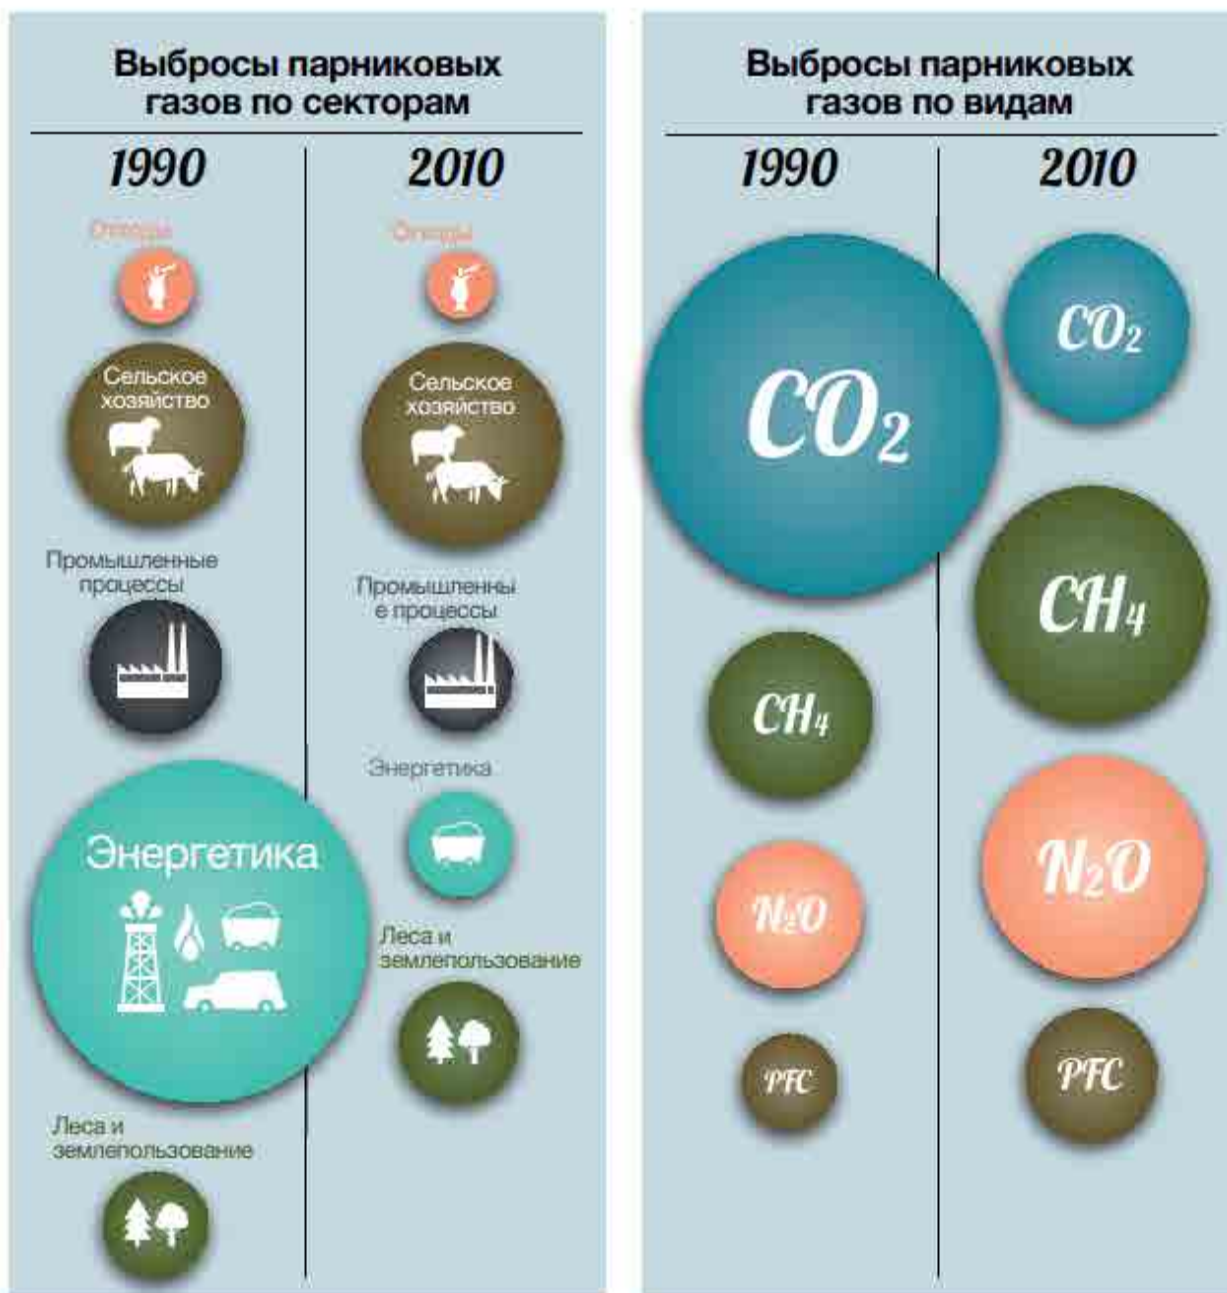 Выбросы парниковых
газов по секторам
1990
2010
Отходы
Отходы
Сельское
хозяйство
Сельское
хозяйство
Промышленные
процессы
Промышленны
е процессы
Энергетика
Энергетика
Леса и
землепользование
Леса и
землепользование
Выбросы парниковых
газов по видам
1990
2010
CO2
CO2
CH4
CH4
N2O
N2O
PFC
PFC